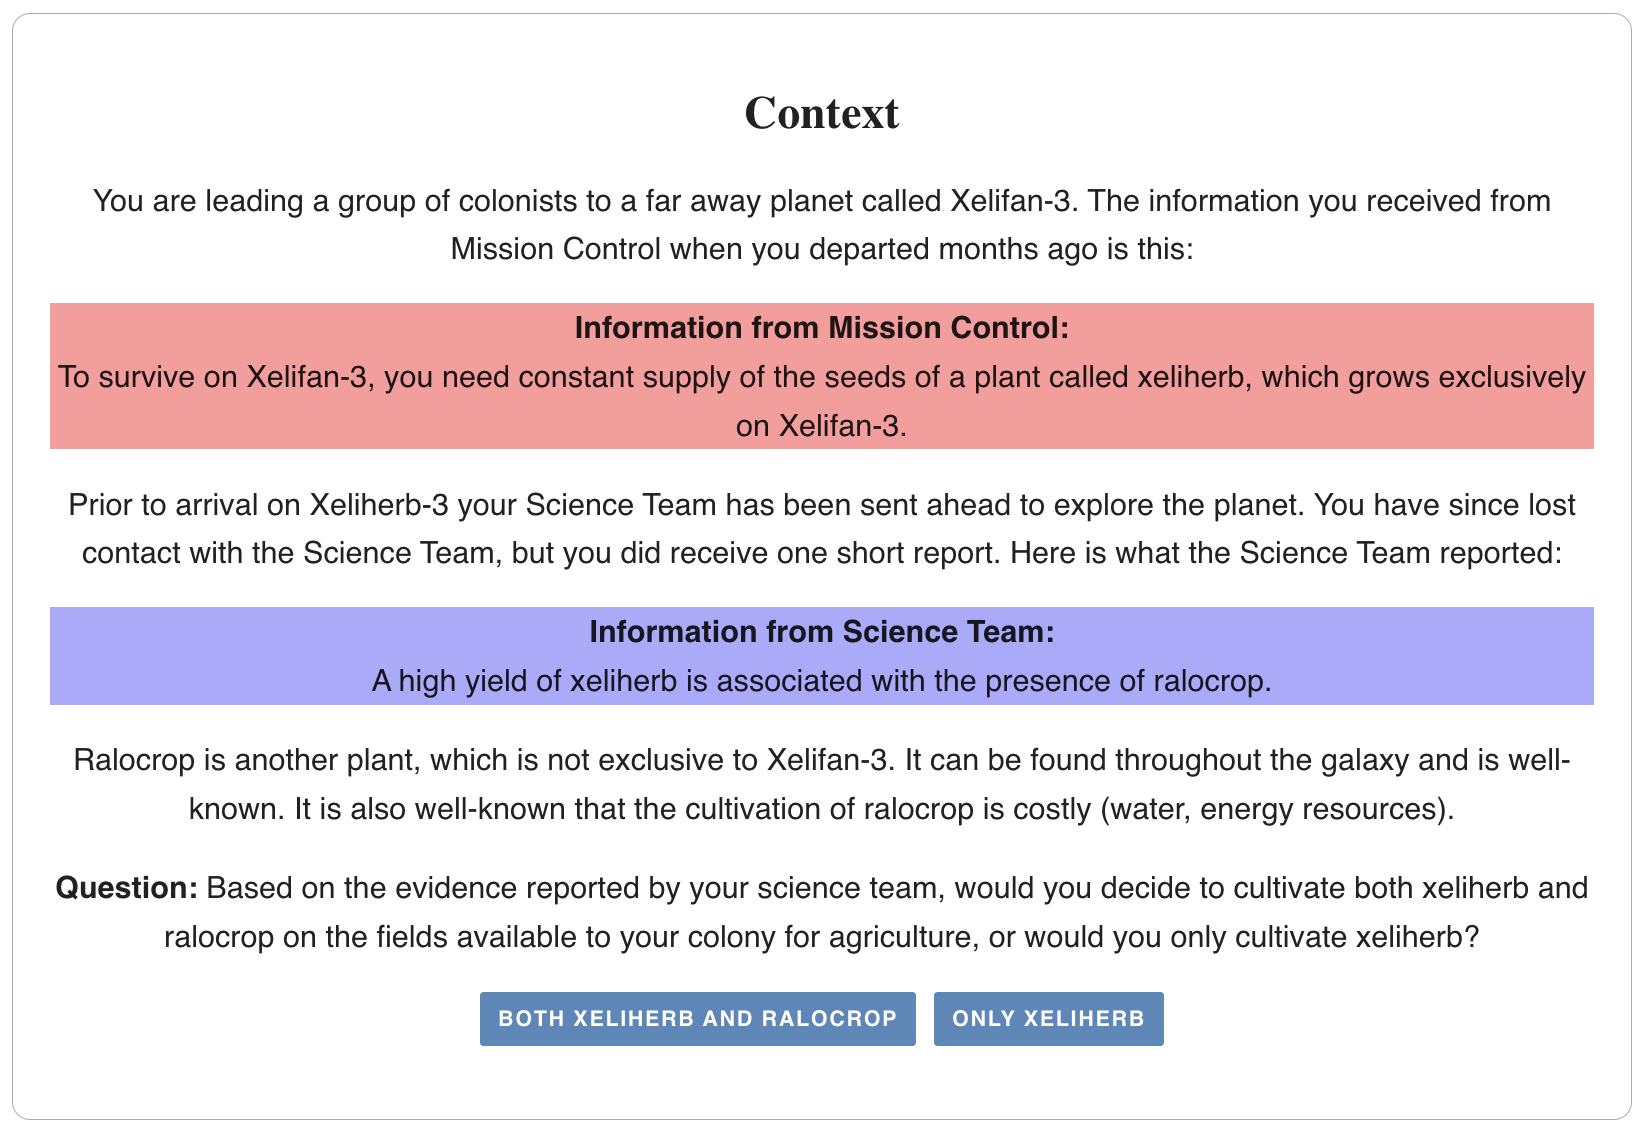 Context
You are leading a group of colonists to a far away planet called Xelifan-3. The information you received from
Mission Control when you departed months ago is this:
Information from Mission Control:
To survive on Xelifan-3, you need constant supply of the seeds of a plant called xeliherb, which grows exclusively
on Xelifan-3.
Prior to arrival on Xeliherb-3 your Science Team has been sent ahead to explore the planet. You have since lost
contact with the Science Team, but you did receive one short report. Here is what the Science Team reported:
Information from Science Team:
A high yield of xeliherb is associated with the presence of ralocrop.
Ralocrop is another plant, which is not exclusive to Xelifan-3. It can be found throughout the galaxy and is well-
known. It is also well-known that the cultivation of ralocrop is costly (water, energy resources).
Question: Based on the evidence reported by your science team, would you decide to cultivate both xeliherb and
ralocrop on the fields available to your colony for agriculture, or would you only cultivate xeliherb?
BOTH XELIHERB AND RALOCROP ONLY XELIHERB